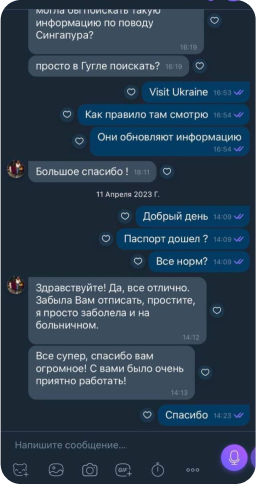 могла бы поискать такую
информацию по поводу
Сингапура?
16:19
просто в Гугле поискать? 16:19
Visit Ukraine 16:53
Как правило там смотрю 16:54
Они обновляют информацию
16:54
Большое спасибо ! 18:11
11 Апреля 2023 г.
Добрый день 14:09
Паспорт дошел ? 14:09
Все норм? 14:09
Здравствуйте! Да, все отлично.
Забыла Вам отписать, простите,
я просто заболела и на
больничном.
14:12
Все супер, спасибо вам
огромное! С вами было очень
приятно работать!
14:13
Спасибо 14:23
Напишите сообщение...
GIF